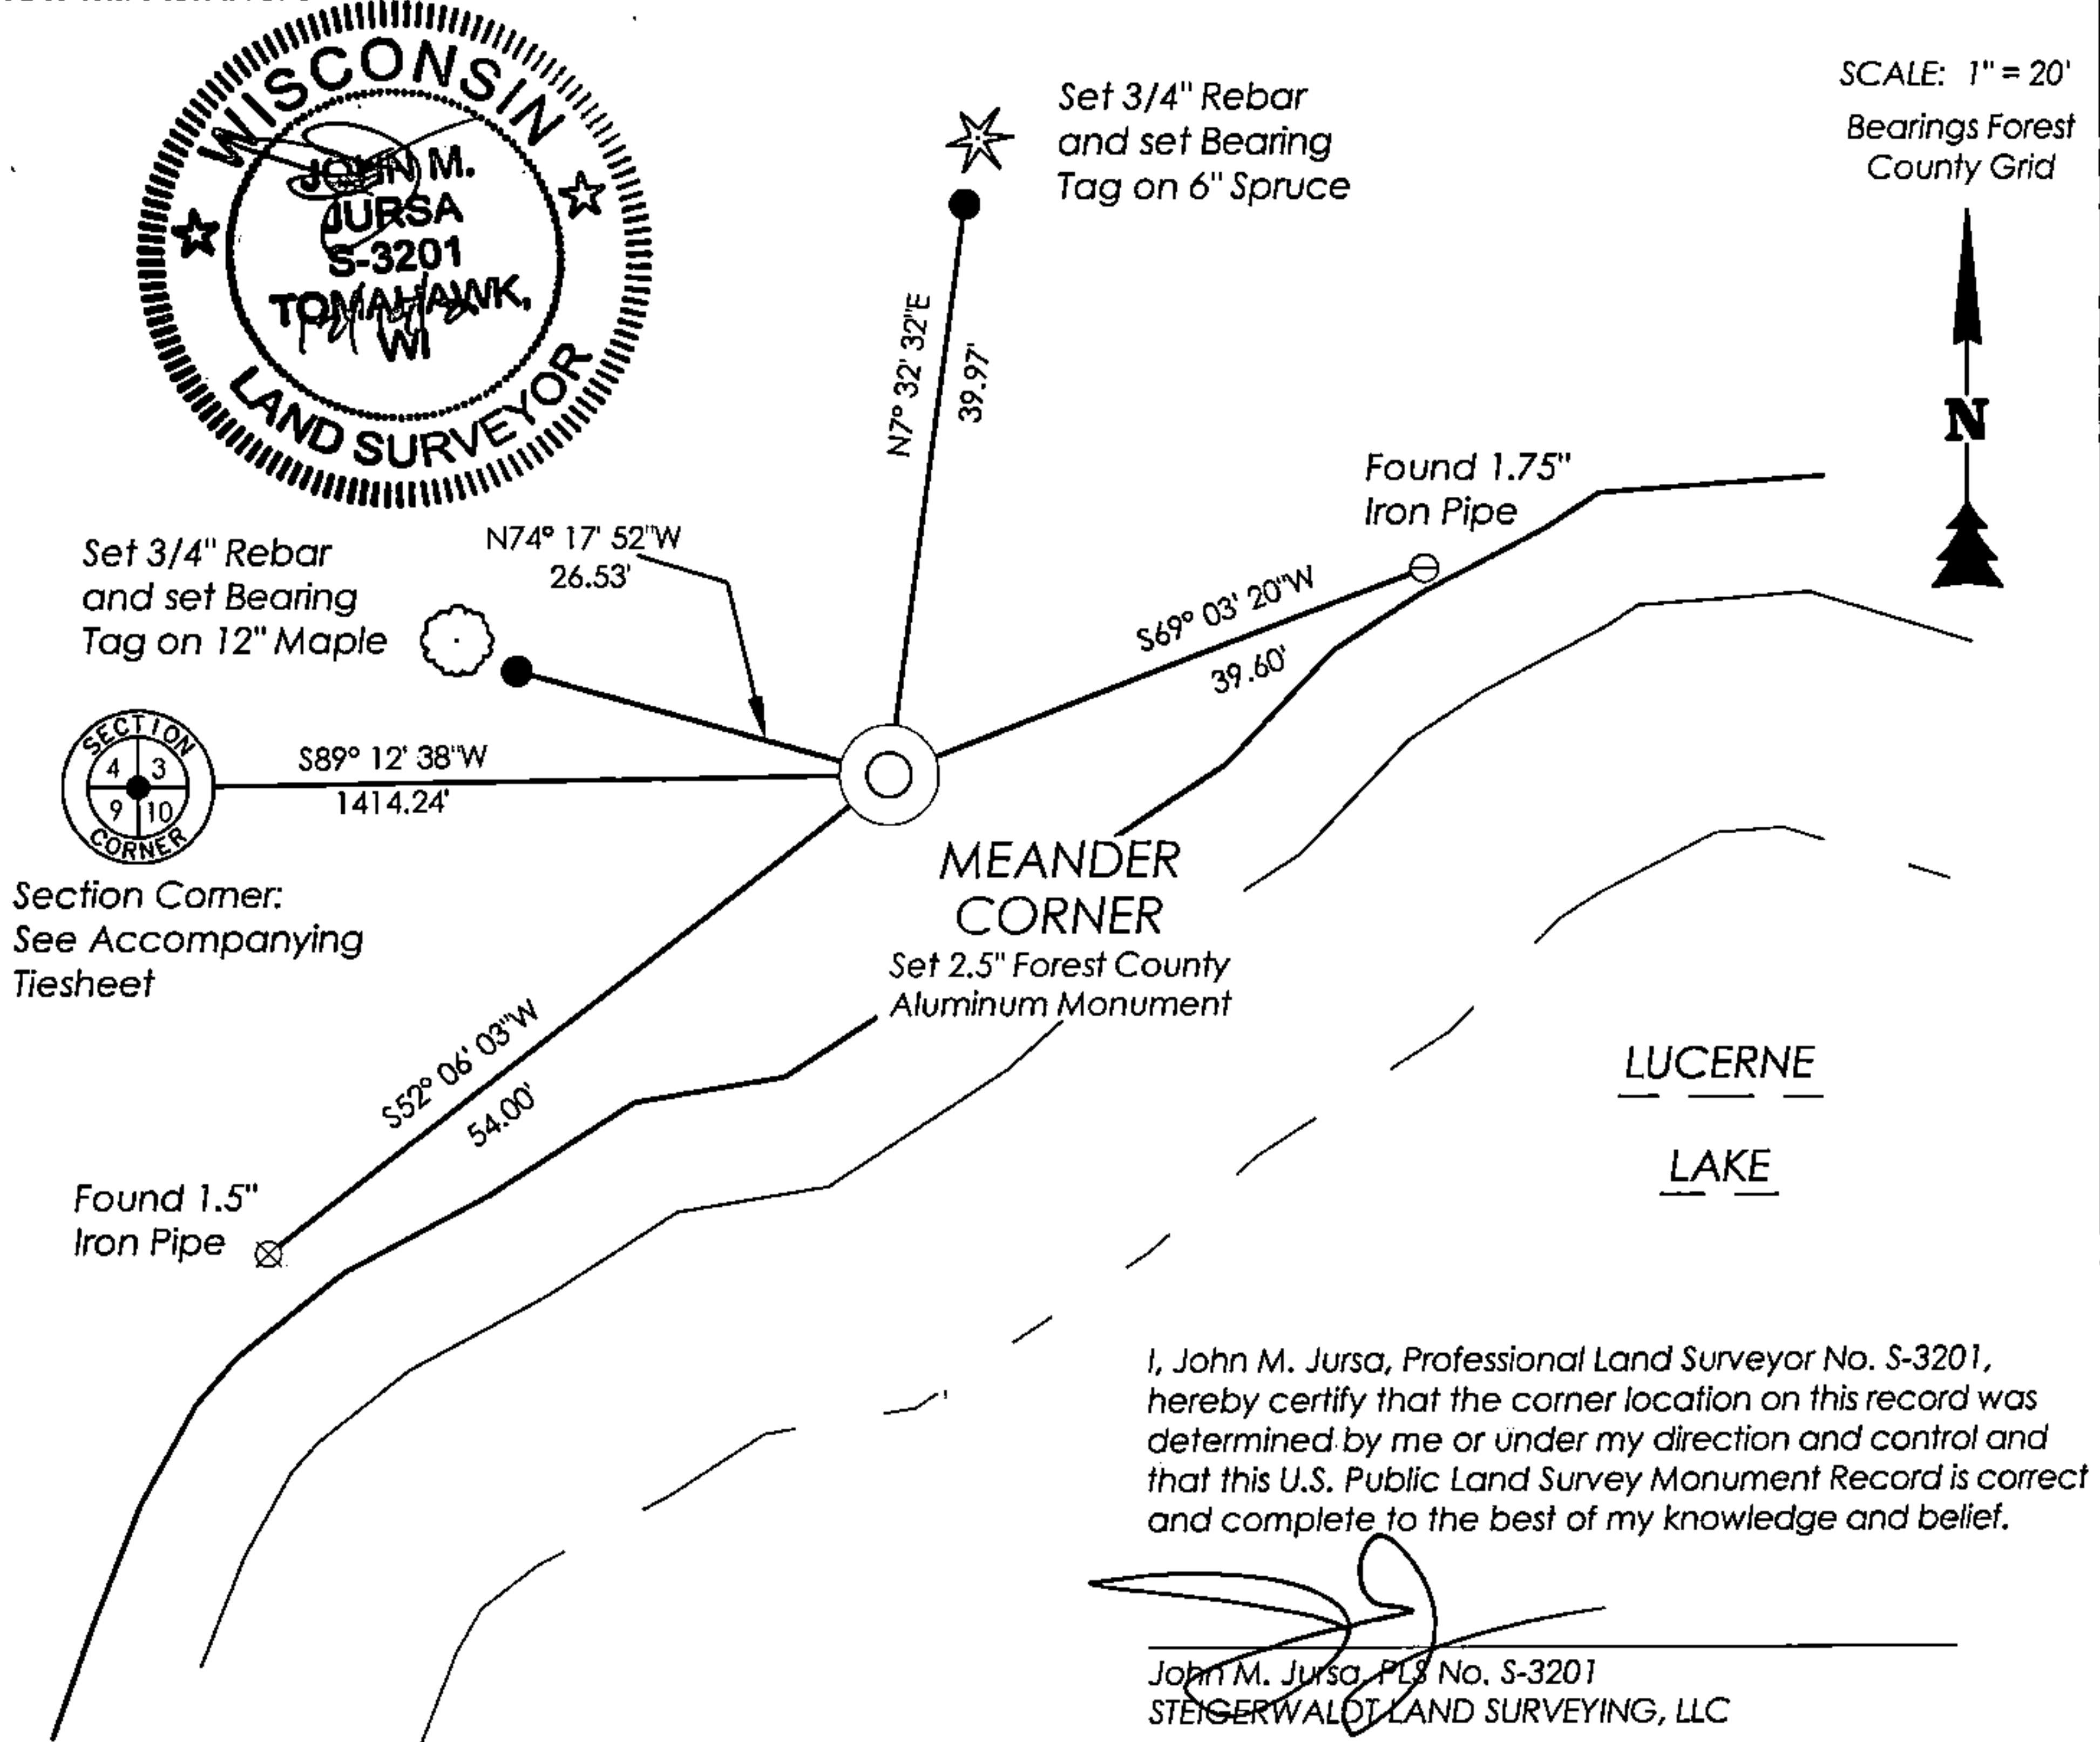 WISCONSIN
JOHN M.
JURSA
S-3201
TOMAHAWK,
WI
LAND SURVEYOR
SCALE: 1" = 20'
Bearings Forest
County Grid
N
Set 3/4" Rebar
and set Bearing
Tag on 6" Spruce
N7° 32' 32"E
39.97'
Found 1.75"
Iron Pipe
S69° 03' 20"W
39.60'
N74° 17' 52"W
26.53'
Set 3/4" Rebar
and set Bearing
Tag on 12" Maple
SECTION
4 3
9 10
CORNER
S89° 12' 38"W
1414.24'
Section Corner:
See Accompanying
Tiesheet
MEANDER
CORNER
Set 2.5" Forest County
Aluminum Monument
S52° 06' 03"W
54.00'
Found 1.5"
Iron Pipe
LUCERNE
LAKE
I, John M. Jursa, Professional Land Surveyor No. S-3201,
hereby certify that the corner location on this record was
determined by me or under my direction and control and
that this U.S. Public Land Survey Monument Record is correct
and complete to the best of my knowledge and belief.
John M. Jursa, PLS No. S-3201
STEIGERWALDT LAND SURVEYING, LLC